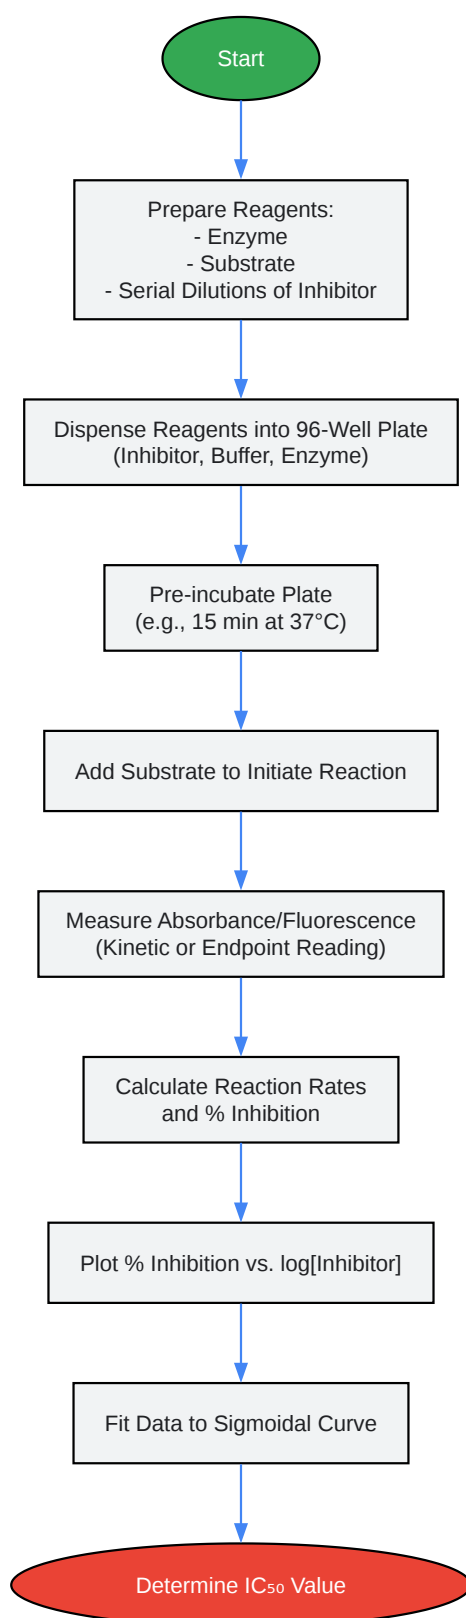 Start
Prepare Reagents:
- Enzyme
- Substrate
- Serial Dilutions of Inhibitor
Dispense Reagents into 96-Well Plate
(Inhibitor, Buffer, Enzyme)
Pre-incubate Plate
(e.g., 15 min at 37°C)
Add Substrate to Initiate Reaction
Measure Absorbance/Fluorescence
(Kinetic or Endpoint Reading)
Calculate Reaction Rates
and % Inhibition
Plot % Inhibition vs. log[Inhibitor]
Fit Data to Sigmoidal Curve
Determine IC₅₀ Value